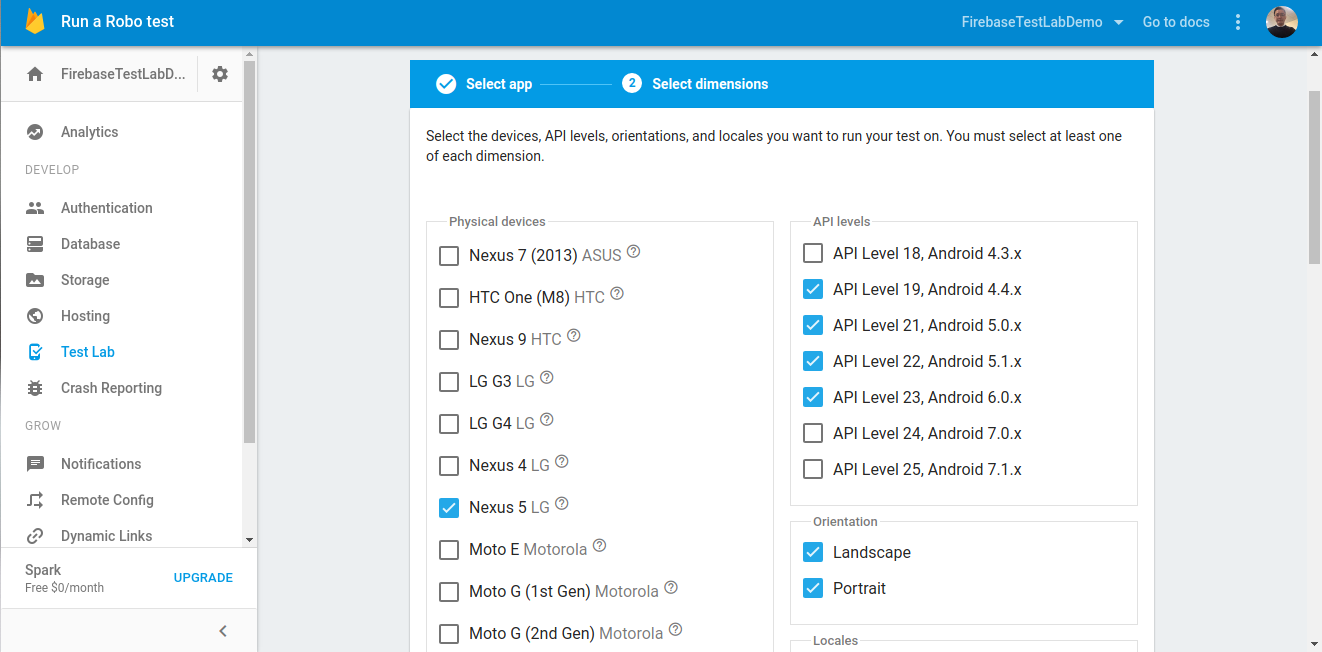 Run a Robo test
FirebaseTestLabDemo
Go to docs
FirebaseTestLabD...
Analytics
DEVELOP
Authentication
Database
Storage
Hosting
Test Lab
Crash Reporting
GROW
Notifications
Remote Config
Dynamic Links
Spark
Free $0/month
UPGRADE
Select app
2 Select dimensions
Select the devices, API levels, orientations, and locales you want to run your test on. You must select at least one
of each dimension.
Physical devices
Nexus 7 (2013) ASUS ?
HTC One (M8) HTC ?
Nexus 9 HTC ?
LG G3 LG ?
LG G4 LG ?
Nexus 4 LG ?
Nexus 5 LG ?
Moto E Motorola ?
Moto G (1st Gen) Motorola ?
Moto G (2nd Gen) Motorola ?
API levels
API Level 18, Android 4.3.x
API Level 19, Android 4.4.x
API Level 21, Android 5.0.x
API Level 22, Android 5.1.x
API Level 23, Android 6.0.x
API Level 24, Android 7.0.x
API Level 25, Android 7.1.x
Orientation
Landscape
Portrait
Locales